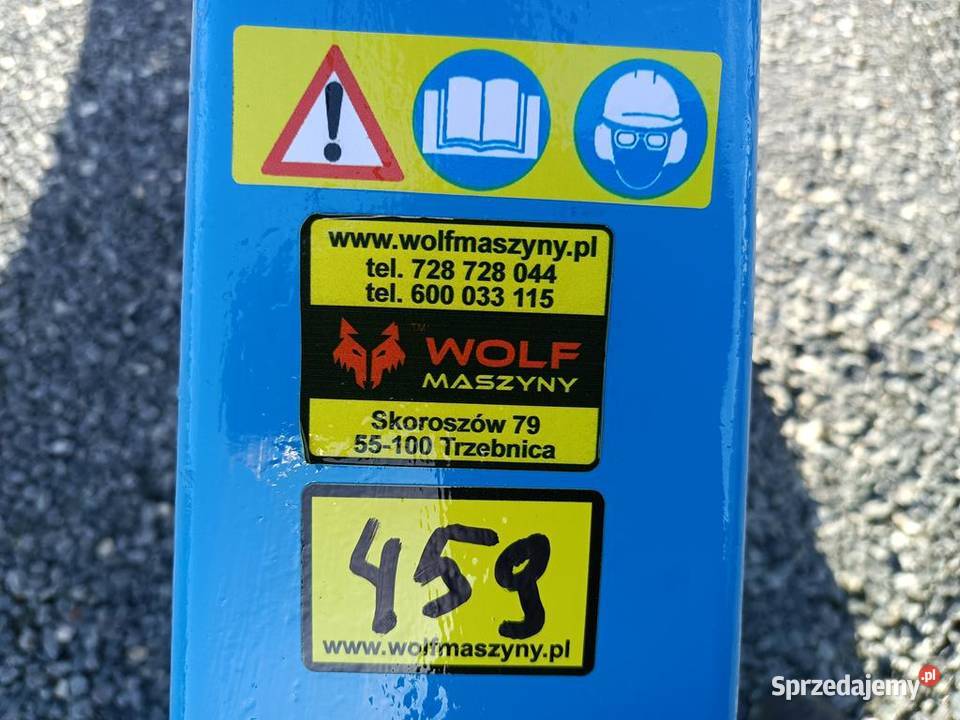 www.wolfmaszyny.pl
tel. 728 728 044
tel. 600 033 115
WOLF™
MASZYNY
Skoroszów 79
55-100 Trzebnica
459
www.wolfmaszyny.pl
Sprzedajemy.pl